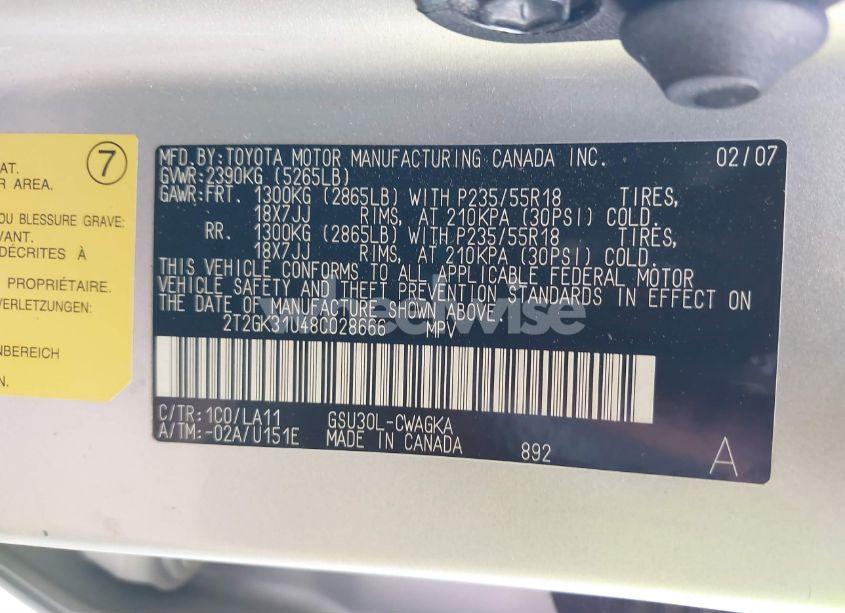 AT.
R AREA.
OU BLESSURE GRAVE:
VANT.
DÉCRITES À
PROPRIÉTAIRE.
VERLETZUNGEN:
NBEREICH
7
MFD. BY: TOYOTA MOTOR MANUFACTURING CANADA INC. 02/07
GVWR: 2390KG (5265LB)
GAWR: FRT. 1300KG (2865LB) WITH P235/55R18 TIRES,
18X7JJ RIMS, AT 210KPA (30PSI) COLD.
RR. 1300KG (2865LB) WITH P235/55R18 TIRES,
18X7JJ RIMS, AT 210KPA (30PSI) COLD.
THIS VEHICLE CONFORMS TO ALL APPLICABLE FEDERAL MOTOR
VEHICLE SAFETY AND THEFT PREVENTION STANDARDS IN EFFECT ON
THE DATE OF MANUFACTURE SHOWN ABOVE.
2T2GK31U48C028666 MPV
C/TR: 1C0/LA11 GSU30L-CWAGKA
A/TM: -02A/U151E MADE IN CANADA 892 A